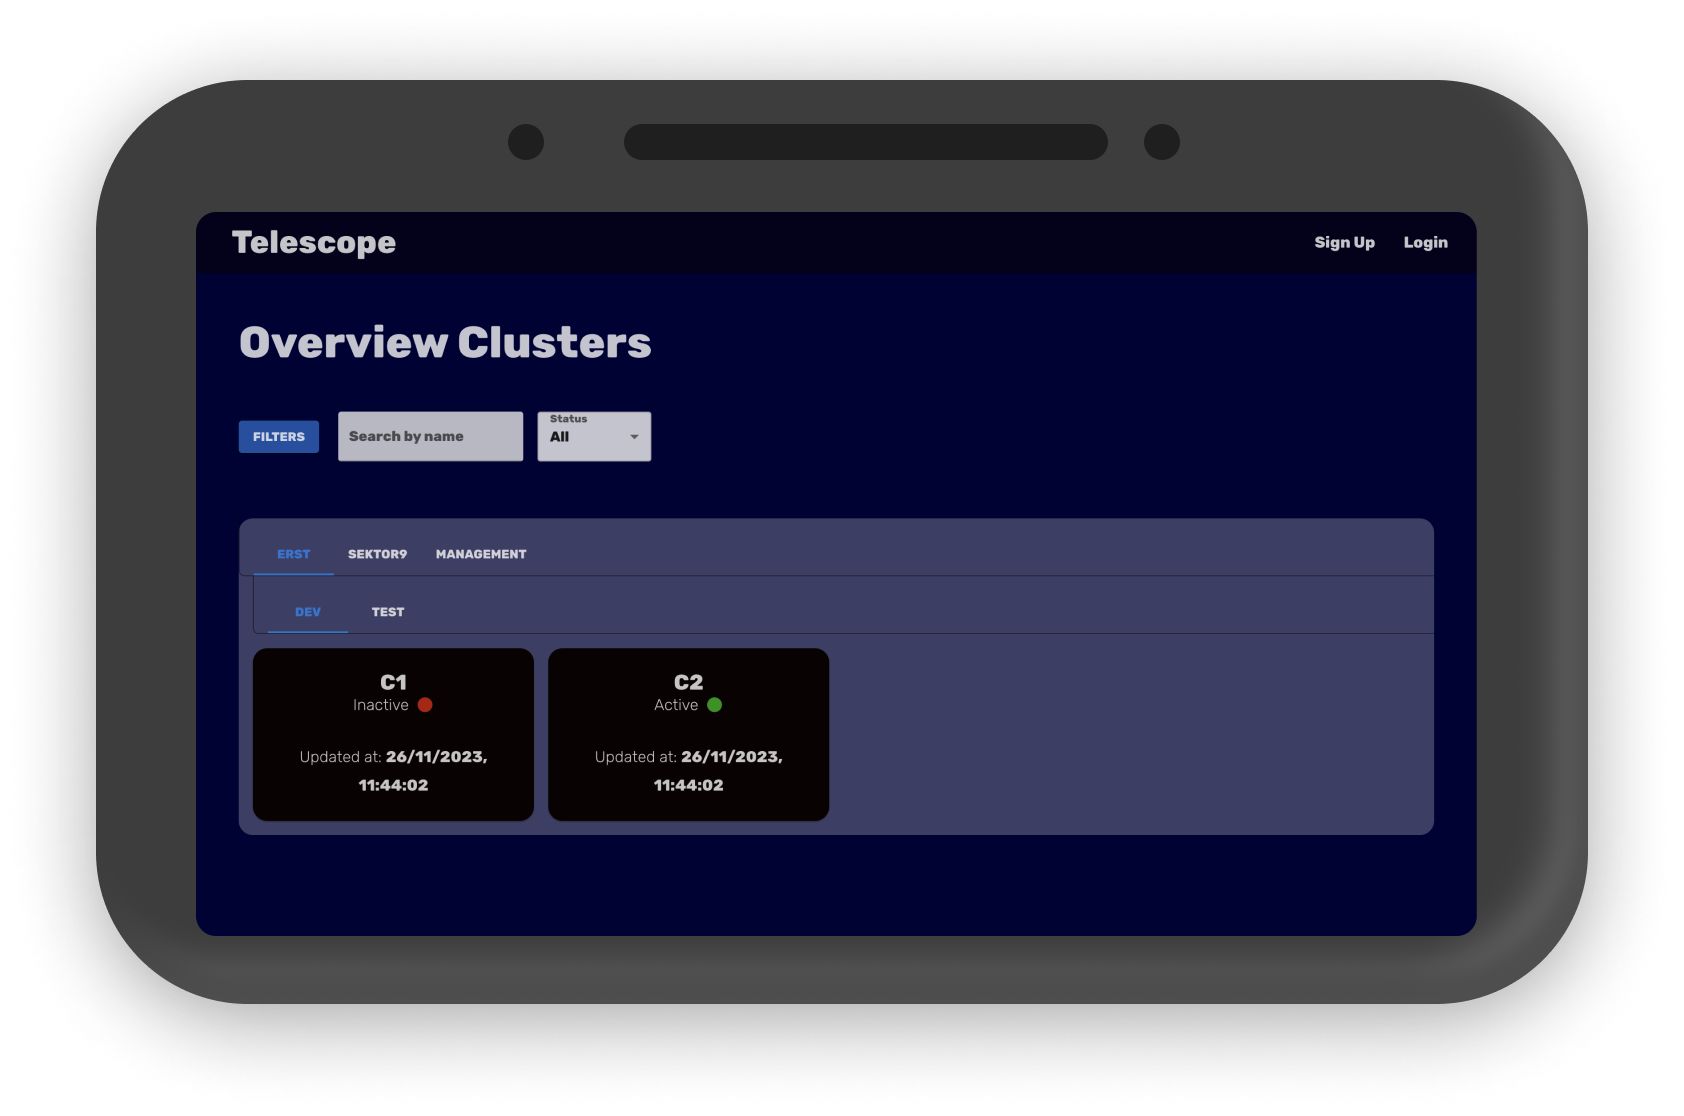 Telescope
Sign Up
Login
Overview Clusters
FILTERS
Search by name
Status
All
ERST
SEKTOR9
MANAGEMENT
DEV
TEST
C1
Inactive
Updated at: 26/11/2023,
11:44:02
C2
Active
Updated at: 26/11/2023,
11:44:02